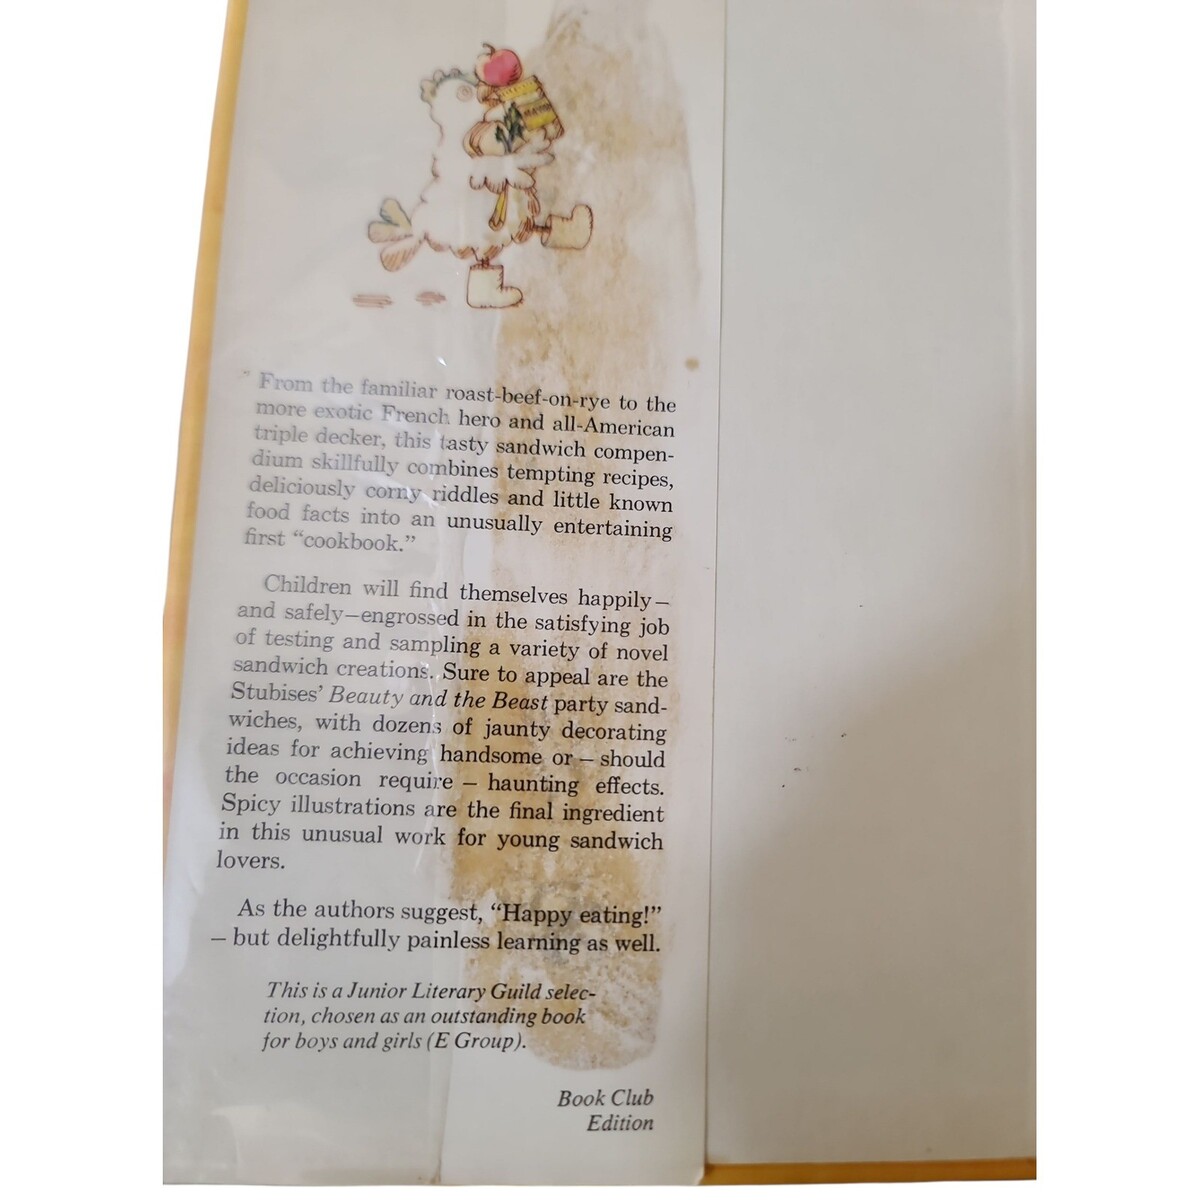 From the familiar roast-beef-on-rye to the
more exotic French hero and all-American
triple decker, this tasty sandwich compen-
dium skillfully combines tempting recipes,
deliciously corny riddles and little known
food facts into an unusually entertaining
first “cookbook.”
Children will find themselves happily—
and safely—engrossed in the satisfying job
of testing and sampling a variety of novel
sandwich creations. Sure to appeal are the
Stubises’ Beauty and the Beast party sand-
wiches, with dozens of jaunty decorating
ideas for achieving handsome or – should
the occasion require – haunting effects.
Spicy illustrations are the final ingredient
in this unusual work for young sandwich
lovers.
As the authors suggest, “Happy eating!”
– but delightfully painless learning as well.
This is a Junior Literary Guild selec-
tion, chosen as an outstanding book
for boys and girls (E Group).
Book Club
Edition